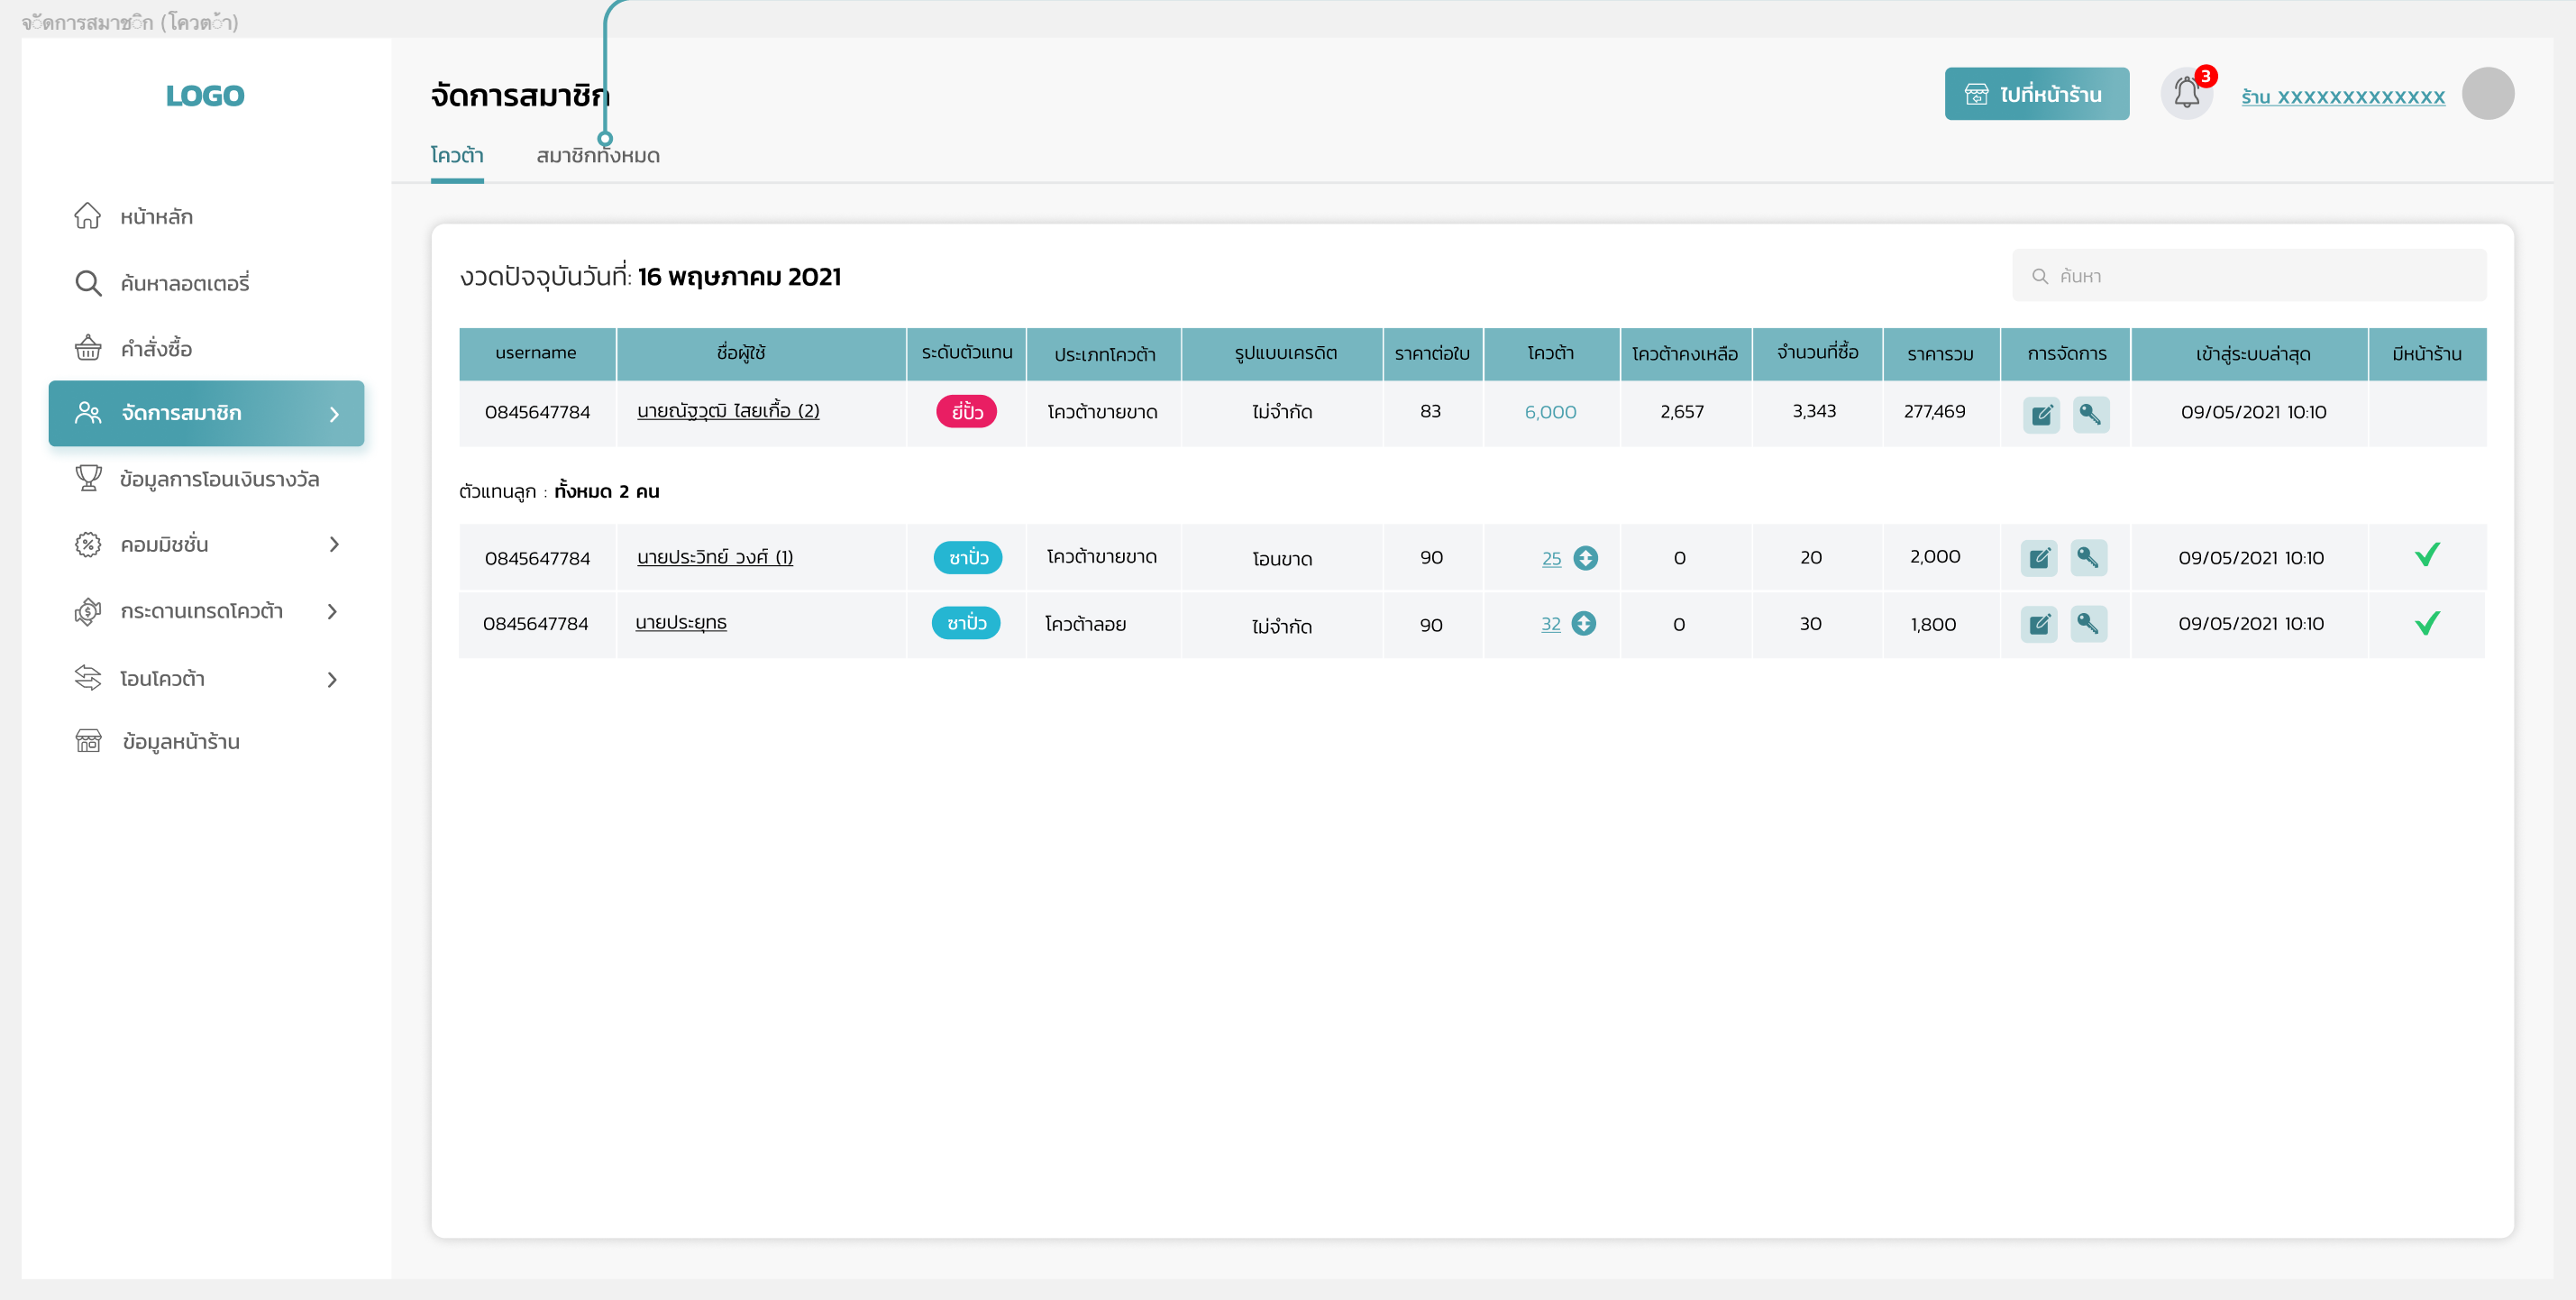 จัดการสมาชิก (โควต้า)
LOGO
หน้าหลัก
ค้นหาลอตเตอรี่
คำสั่งซื้อ
จัดการสมาชิก
ข้อมูลการโอนเงินรางวัล
คอมมิชชั่น
กระดานเทรดโควต้า
โอนโควต้า
ข้อมูลหน้าร้าน
จัดการสมาชิก
ไปที่หน้าร้าน
3
ร้าน XXXXXXXXXXXXX
โควต้า สมาชิกทั้งหมด
งวดปัจจุบันวันที่: 16 พฤษภาคม 2021
ค้นหา
username ชื่อผู้ใช้ ระดับตัวแทน ประเภทโควต้า รูปแบบเครดิต ราคาต่อใบ โควต้า โควต้าคงเหลือ จำนวนที่ซื้อ ราคารวม การจัดการ เข้าสู่ระบบล่าสุด มีหน้าร้าน
0845647784 นายณัฐวุฒิ ไสยเกื้อ (2) ยี่ปั้ว โควต้าขายขาด ไม่จำกัด 83 6,000 2,657 3,343 277,469 09/05/2021 10:10
ตัวแทนลูก : ทั้งหมด 2 คน
0845647784 นายประวิทย์ วงศ์ (1) ซาปั่ว โควต้าขายขาด โอนขาด 90 25 0 20 2,000 09/05/2021 10:10
0845647784 นายประยุทธ ซาปั่ว โควต้าลอย ไม่จำกัด 90 32 0 30 1,800 09/05/2021 10:10